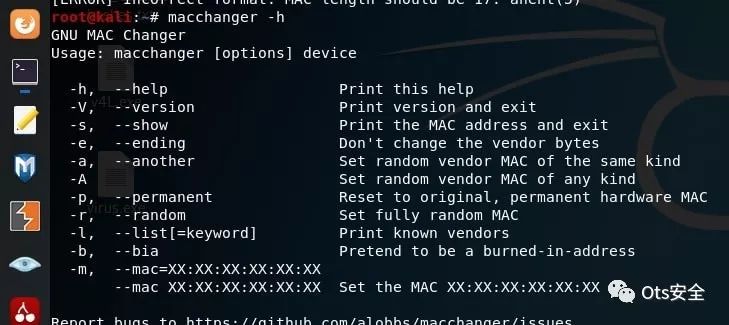 [ERROR] Incorrect format: MAC length should be 17.
root@kali:~# macchanger -h
GNU MAC Changer
Usage: macchanger [options] device
-h, --help Print this help
-V, --version Print version and exit
-s, --show Print the MAC address and exit
-e, --ending Don't change the vendor bytes
-a, --another Set random vendor MAC of the same kind
-A Set random vendor MAC of any kind
-p, --permanent Reset to original, permanent hardware MAC
-r, --random Set fully random MAC
-l, --list[=keyword] Print known vendors
-b, --bia Pretend to be a burned-in-address
-m, --mac=XX:XX:XX:XX:XX:XX
--mac XX:XX:XX:XX:XX:XX Set the MAC XX:XX:XX:XX:XX:XX
Report bugs to https://github.com/alobbs/macchanger/issues
v4L.exe
virus.exe
Ots安全